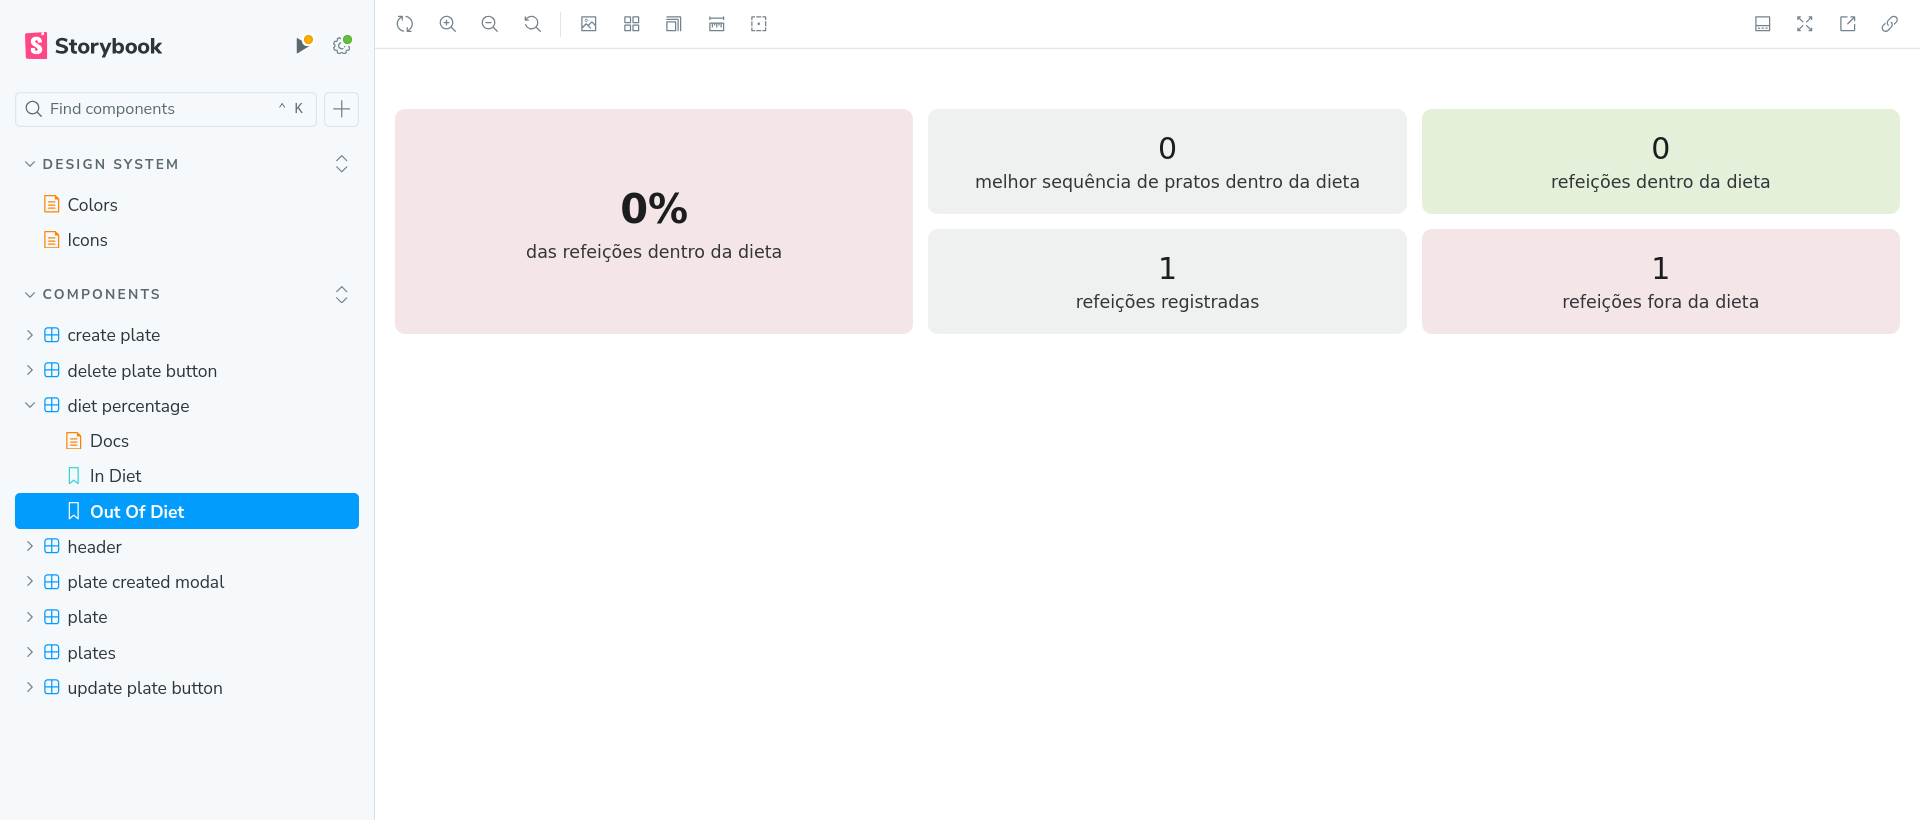 Storybook
Find components
^ K
DESIGN SYSTEM
Colors
Icons
COMPONENTS
create plate
delete plate button
diet percentage
Docs
In Diet
Out Of Diet
header
plate created modal
plate
plates
update plate button
0%
das refeições dentro da dieta
0
melhor sequência de pratos dentro da dieta
0
refeições dentro da dieta
1
refeições registradas
1
refeições fora da dieta